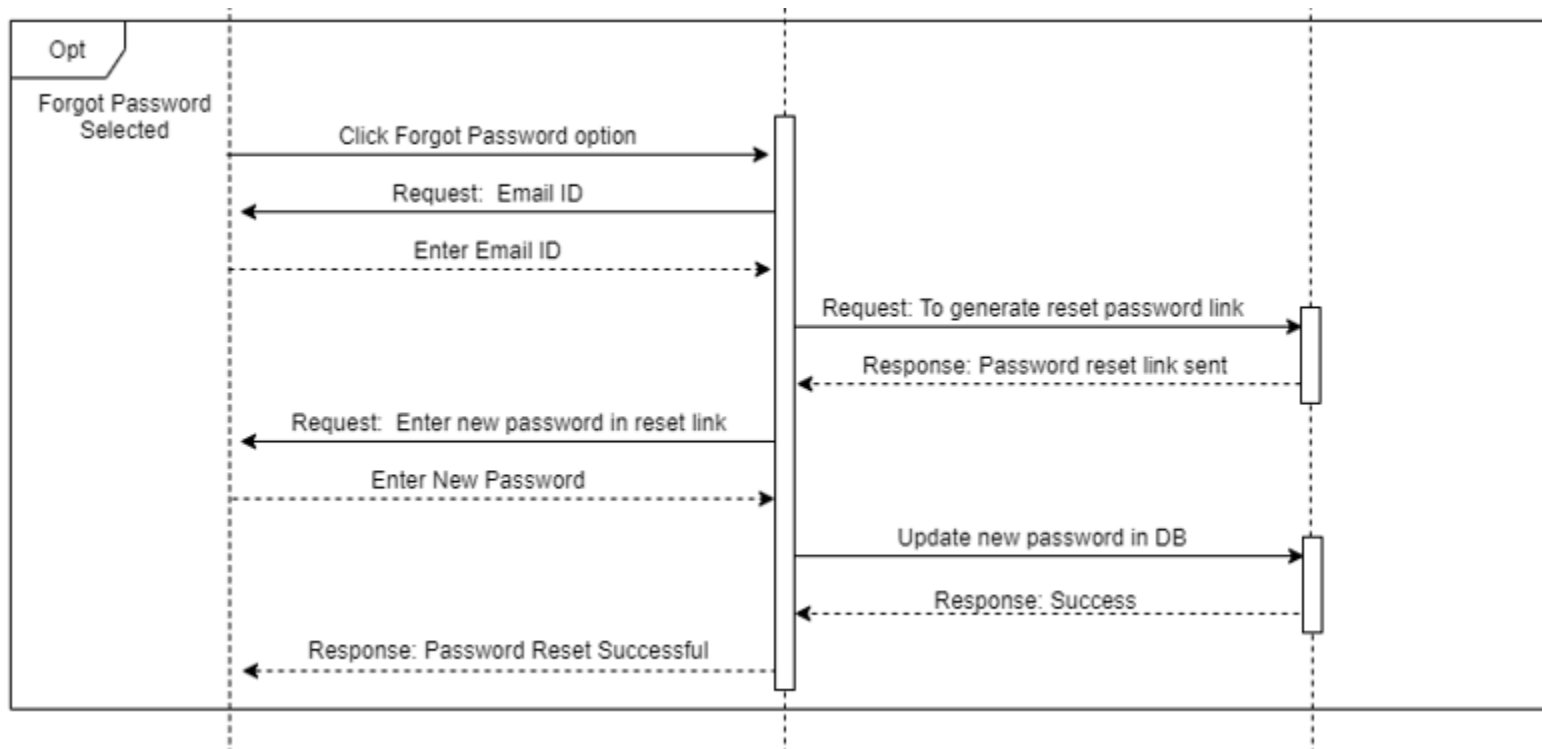 Opt
Forgot Password
Selected
Click Forgot Password option
Request:  Email ID
Enter Email ID
Request: To generate reset password link
Response: Password reset link sent
Request:  Enter new password in reset link
Enter New Password
Update new password in DB
Response: Success
Response: Password Reset Successful